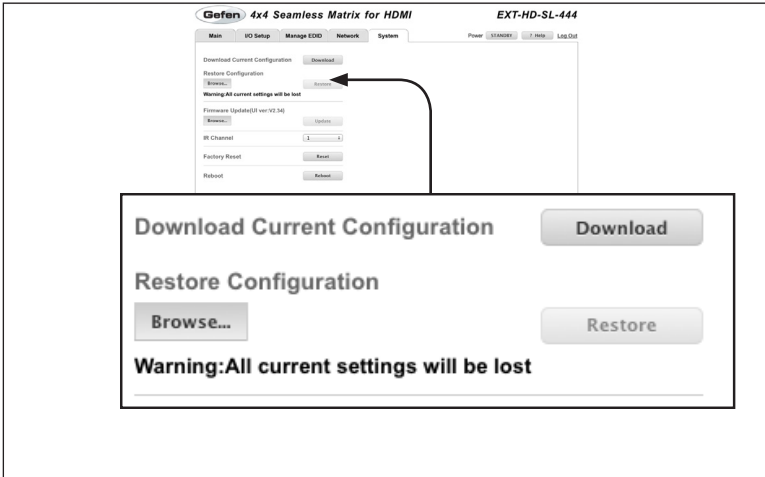 Gefen 4x4 Seamless Matrix for HDMI EXT-HD-SL-444
Main I/O Setup Manage EDID Network System Power STANDBY ? Help Log Out
Download Current Configuration Download
Restore Configuration
Browse... Restore
Warning:All current settings will be lost
Firmware Update(UI ver:V2.34)
Browse... Update
IR Channel 1
Factory Reset Reset
Reboot Reboot
Download Current Configuration Download
Restore Configuration
Browse... Restore
Warning:All current settings will be lost